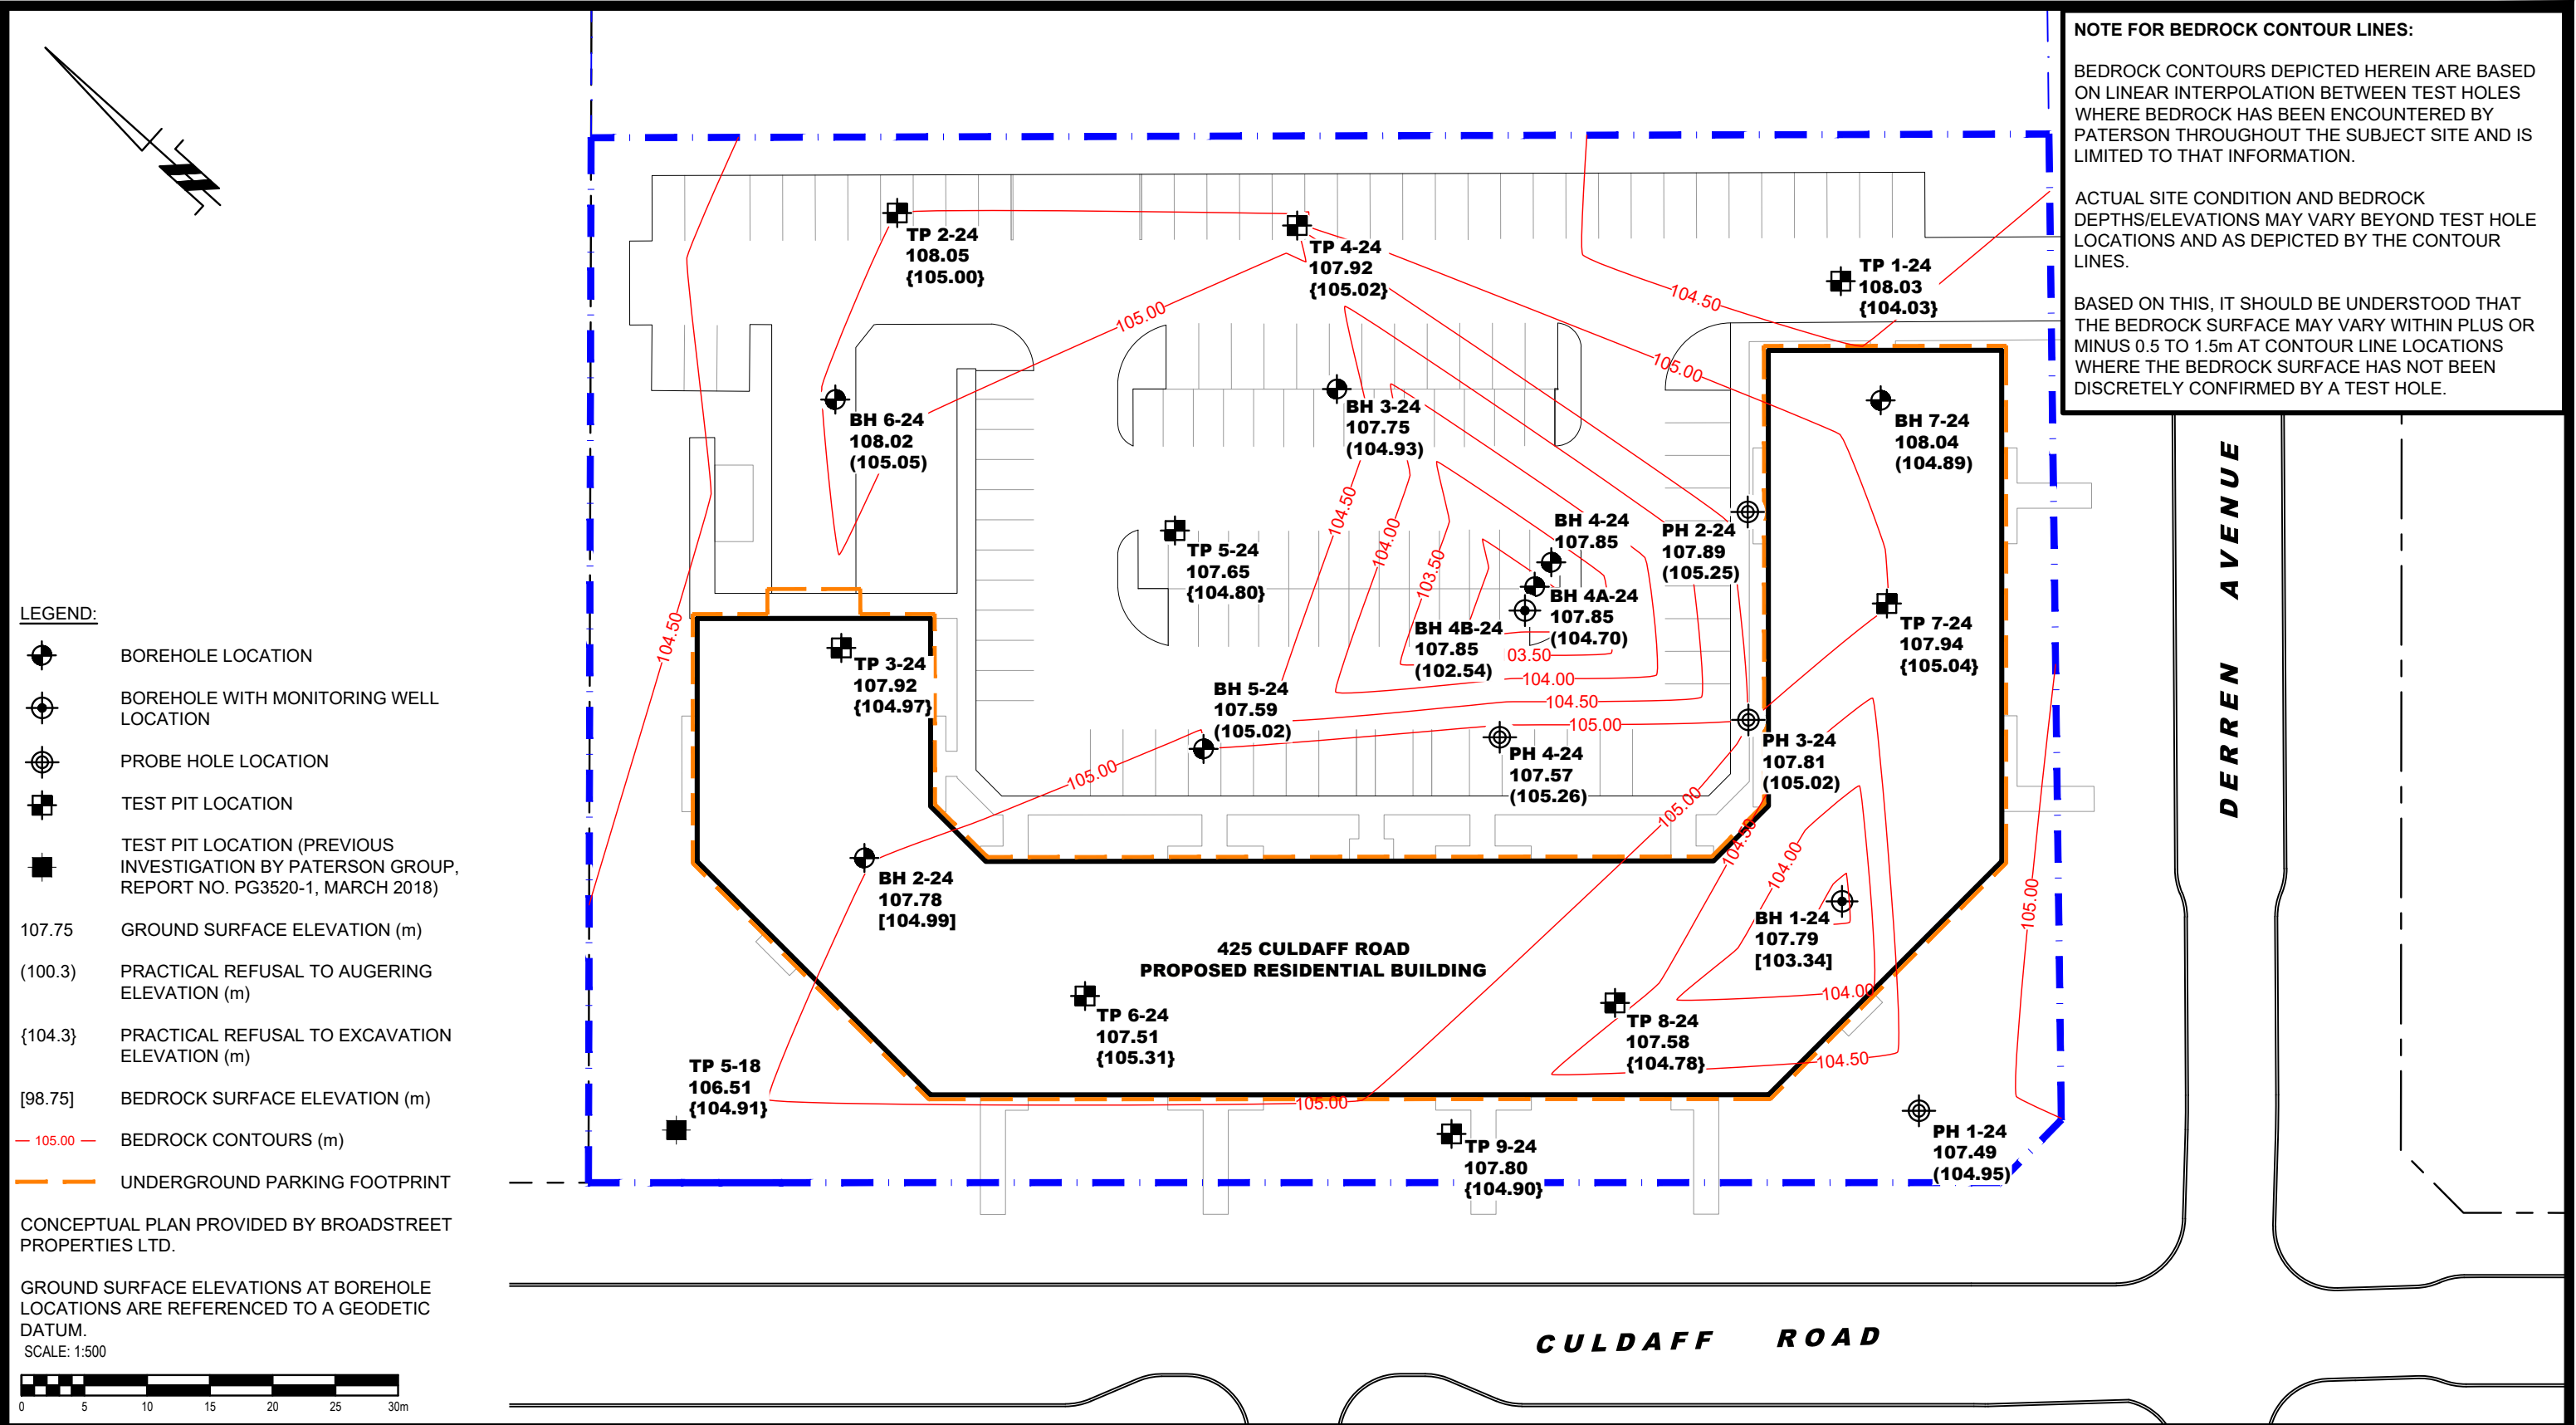 NOTE FOR BEDROCK CONTOUR LINES:
BEDROCK CONTOURS DEPICTED HEREIN ARE BASED
ON LINEAR INTERPOLATION BETWEEN TEST HOLES
WHERE BEDROCK HAS BEEN ENCOUNTERED BY
PATERSON THROUGHOUT THE SUBJECT SITE AND IS
LIMITED TO THAT INFORMATION.
ACTUAL SITE CONDITION AND BEDROCK
DEPTHS/ELEVATIONS MAY VARY BEYOND TEST HOLE
LOCATIONS AND AS DEPICTED BY THE CONTOUR
LINES.
BASED ON THIS, IT SHOULD BE UNDERSTOOD THAT
THE BEDROCK SURFACE MAY VARY WITHIN PLUS OR
MINUS 0.5 TO 1.5m AT CONTOUR LINE LOCATIONS
WHERE THE BEDROCK SURFACE HAS NOT BEEN
DISCRETELY CONFIRMED BY A TEST HOLE.
TP 2-24
108.05
{105.00}
TP 4-24
107.92
{105.02}
TP 1-24
108.03
{104.03}
104.50
105.00
105.00
BH 6-24
108.02
(105.05)
BH 3-24
107.75
(104.93)
BH 7-24
108.04
(104.89)
104.50
104.00
103.50
TP 5-24
107.65
{104.80}
BH 4-24
107.85
PH 2-24
107.89
(105.25)
BH 4A-24
107.85
(104.70)
BH 4B-24
107.85
(102.54)
TP 7-24
107.94
{105.04}
104.50
TP 3-24
107.92
{104.97}
03.50
104.00
104.50
105.00
BH 5-24
107.59
(105.02)
PH 4-24
107.57
(105.26)
PH 3-24
107.81
(105.02)
105.00
105.00
104.50
104.00
BH 2-24
107.78
[104.99]
BH 1-24
107.79
[103.34]
105.00
425 CULDAFF ROAD
PROPOSED RESIDENTIAL BUILDING
104.00
TP 6-24
107.51
{105.31}
TP 8-24
107.58
{104.78}
104.50
TP 5-18
106.51
{104.91}
105.00
TP 9-24
107.80
{104.90}
PH 1-24
107.49
(104.95)
DERREN AVENUE
CULDAFF ROAD
LEGEND:
BOREHOLE LOCATION
BOREHOLE WITH MONITORING WELL
LOCATION
PROBE HOLE LOCATION
TEST PIT LOCATION
TEST PIT LOCATION (PREVIOUS
INVESTIGATION BY PATERSON GROUP,
REPORT NO. PG3520-1, MARCH 2018)
107.75 GROUND SURFACE ELEVATION (m)
(100.3) PRACTICAL REFUSAL TO AUGERING
ELEVATION (m)
{104.3} PRACTICAL REFUSAL TO EXCAVATION
ELEVATION (m)
[98.75] BEDROCK SURFACE ELEVATION (m)
105.00 BEDROCK CONTOURS (m)
UNDERGROUND PARKING FOOTPRINT
CONCEPTUAL PLAN PROVIDED BY BROADSTREET
PROPERTIES LTD.
GROUND SURFACE ELEVATIONS AT BOREHOLE
LOCATIONS ARE REFERENCED TO A GEODETIC
DATUM.
SCALE: 1:500
0 5 10 15 20 25 30m